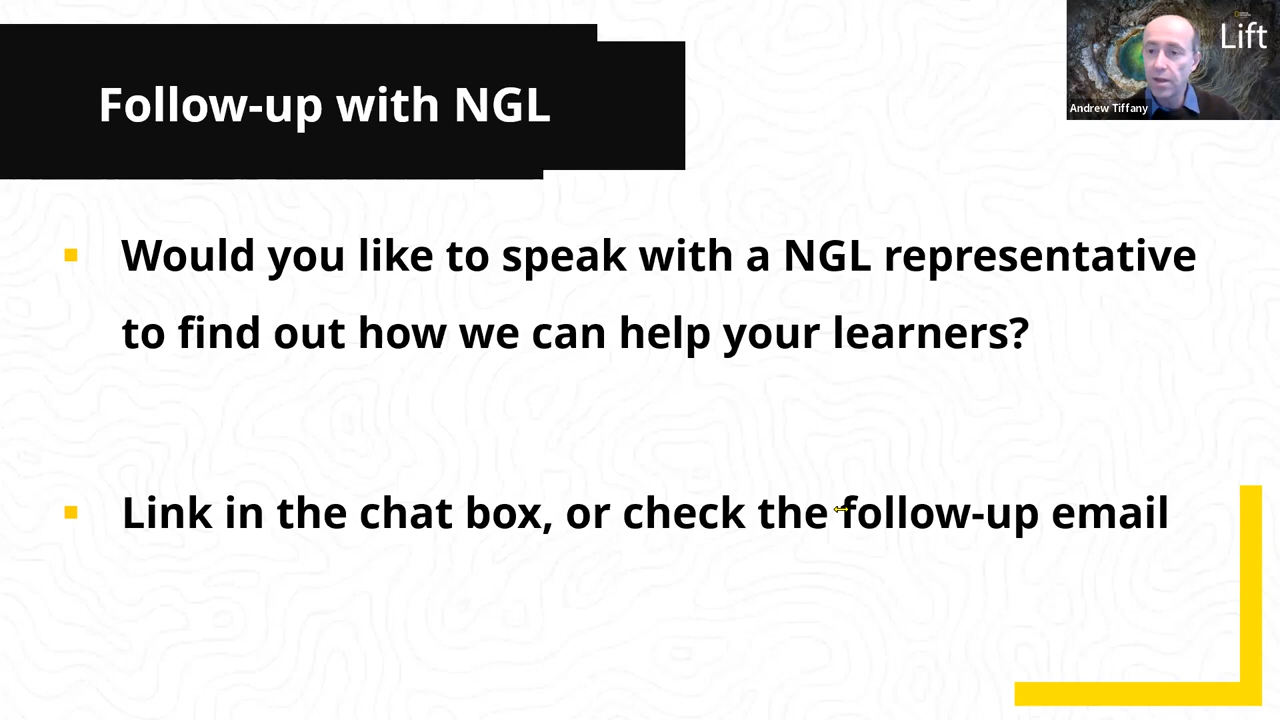 Follow-up with NGL
Lift
Andrew Tiffany
Would you like to speak with a NGL representative
to find out how we can help your learners?
Link in the chat box, or check the follow-up email